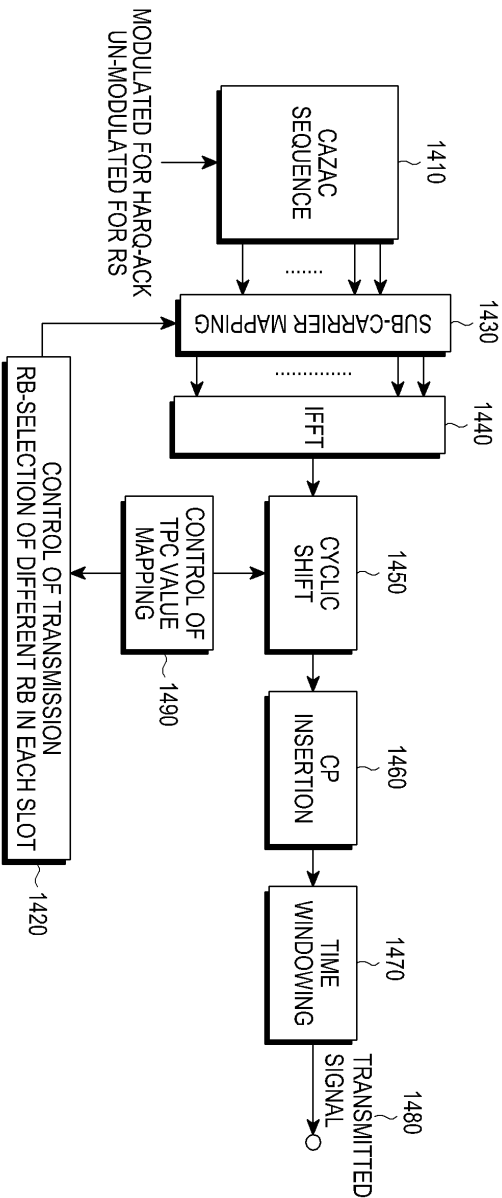 1410
CAZAC
SEQUENCE
MODULATED FOR HARQ-ACK
UN-MODULATED FOR RS
1430
SUB-CARRIER MAPPING
1440
IFFT
1450
CYCLIC
SHIFT
1460
CP
INSERTION
1470
TIME
WINDOWING
1480
TRANSMITTED
SIGNAL
CONTROL OF
TPC VALUE
MAPPING
1490
CONTROL OF TRANSMISSION
RB-SELECTION OF DIFFERENT RB IN EACH SLOT
1420